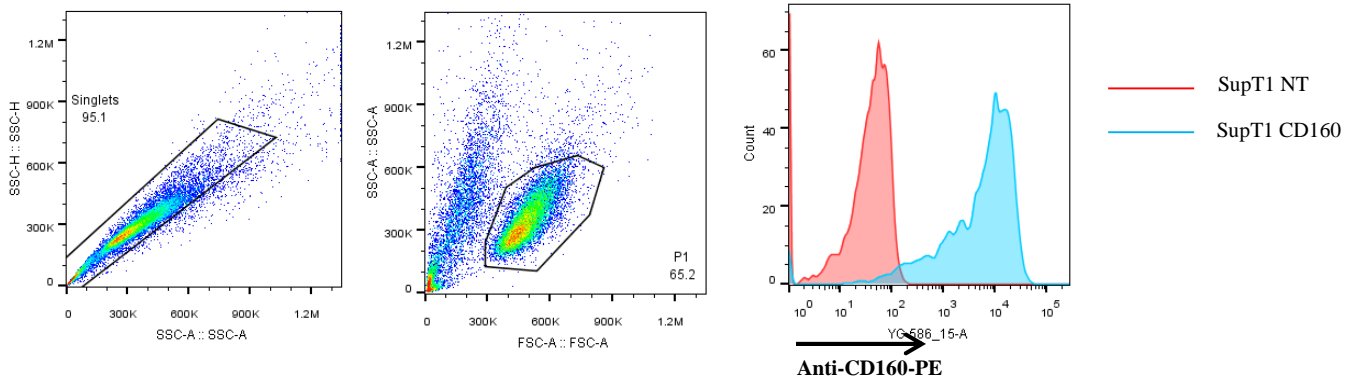 1.2M
900K
600K
300K
0
SSC-H :: SSC-H
Singlets
95.1
0
300K
600K
900K
1.2M
SSC-A :: SSC-A
1.2M
900K
600K
300K
0
SSC-A :: SSC-A
P1
65.2
0
300K
600K
900K
1.2M
FSC-A :: FSC-A
60
40
20
0
Count
10^0
10^1
10^2
10^3
10^4
10^5
YG-586_15-A
Anti-CD160-PE
SupT1 NT
SupT1 CD160